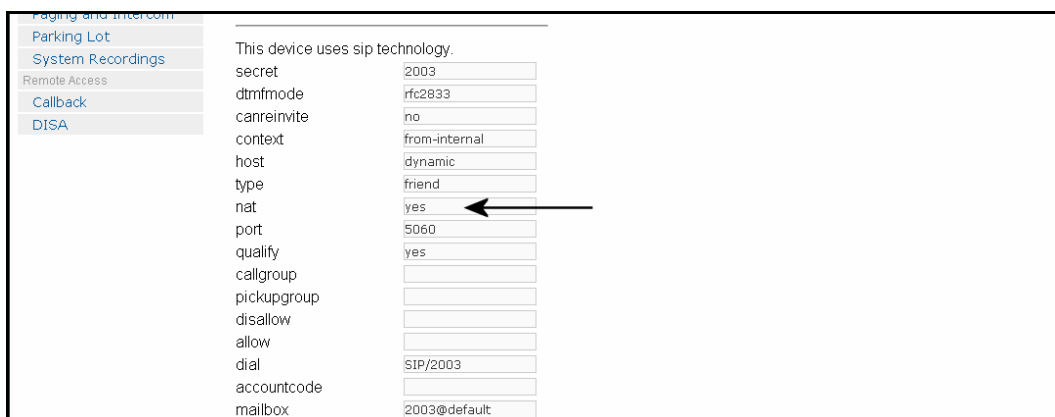 Paging and Intercom
Parking Lot
System Recordings
Remote Access
Callback
DISA
This device uses sip technology.
secret 2003
dtmfmode rfc2833
canreinvite no
context from-internal
host dynamic
type friend
nat yes
port 5060
qualify yes
callgroup
pickupgroup
disallow
allow
dial SIP/2003
accountcode
mailbox 2003@default